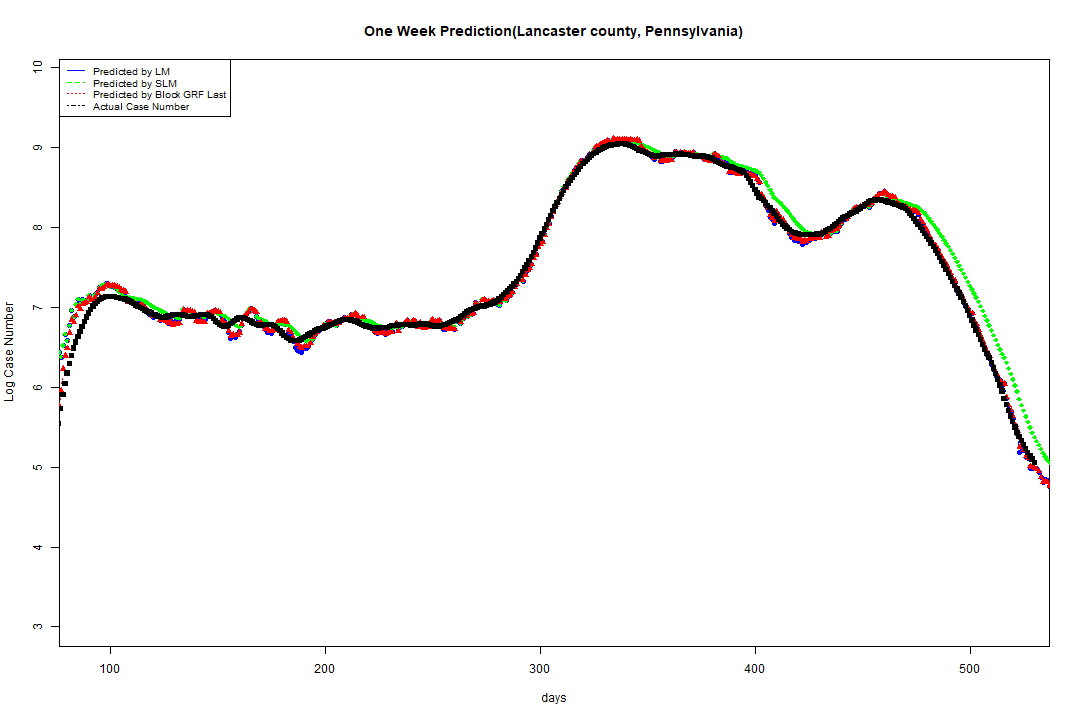 One Week Prediction(Lancaster county, Pennsylvania)
Predicted by LM
Predicted by SLM
Predicted by Block GRF Last
Actual Case Number
10
9
8
7
6
5
4
3
Log Case Number
100 200 300 400 500
days